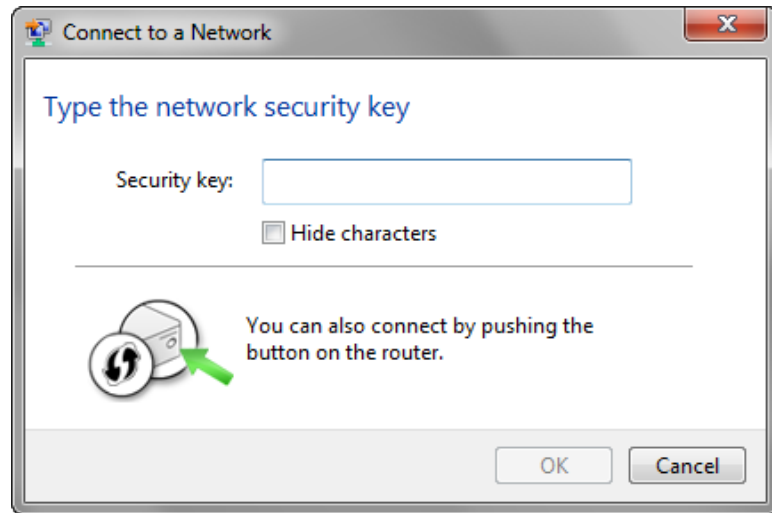 Connect to a Network
Type the network security key
Security key:
Hide characters
You can also connect by pushing the
button on the router.
OK
Cancel